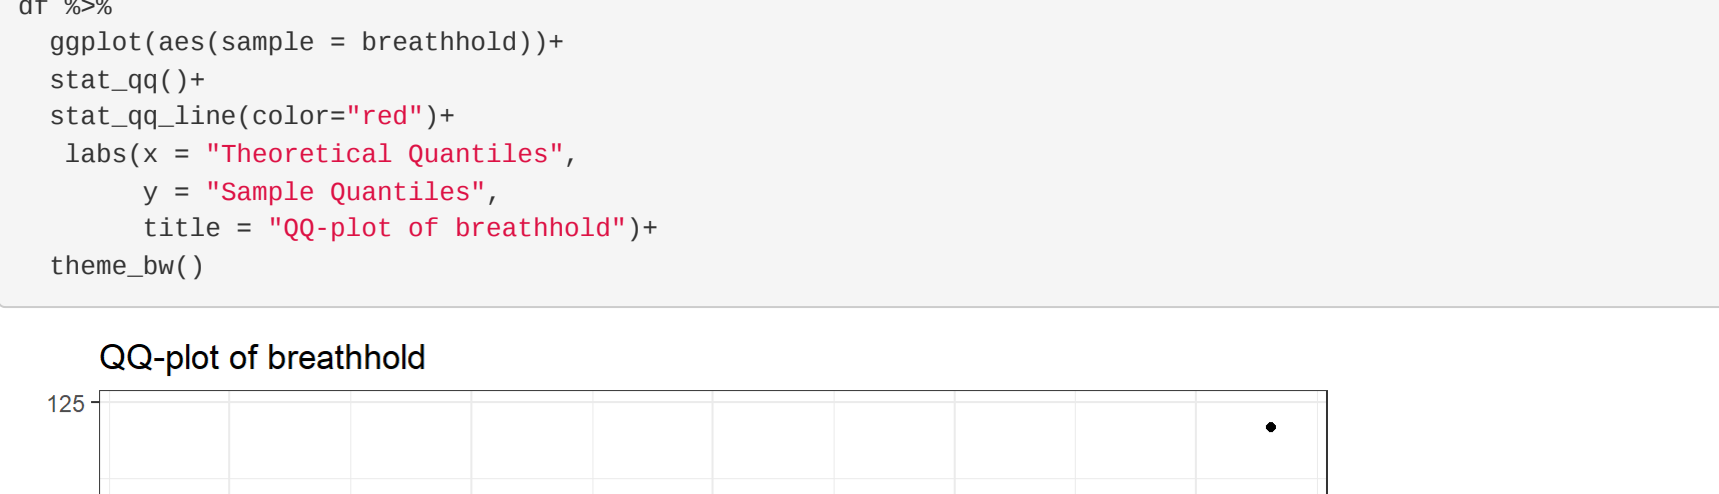 df %>%
ggplot(aes(sample = breathhold))+
stat_qq()+
stat_qq_line(color="red")+
labs(x = "Theoretical Quantiles",
y = "Sample Quantiles",
title = "QQ-plot of breathhold")+
theme_bw()
QQ-plot of breathhold
125